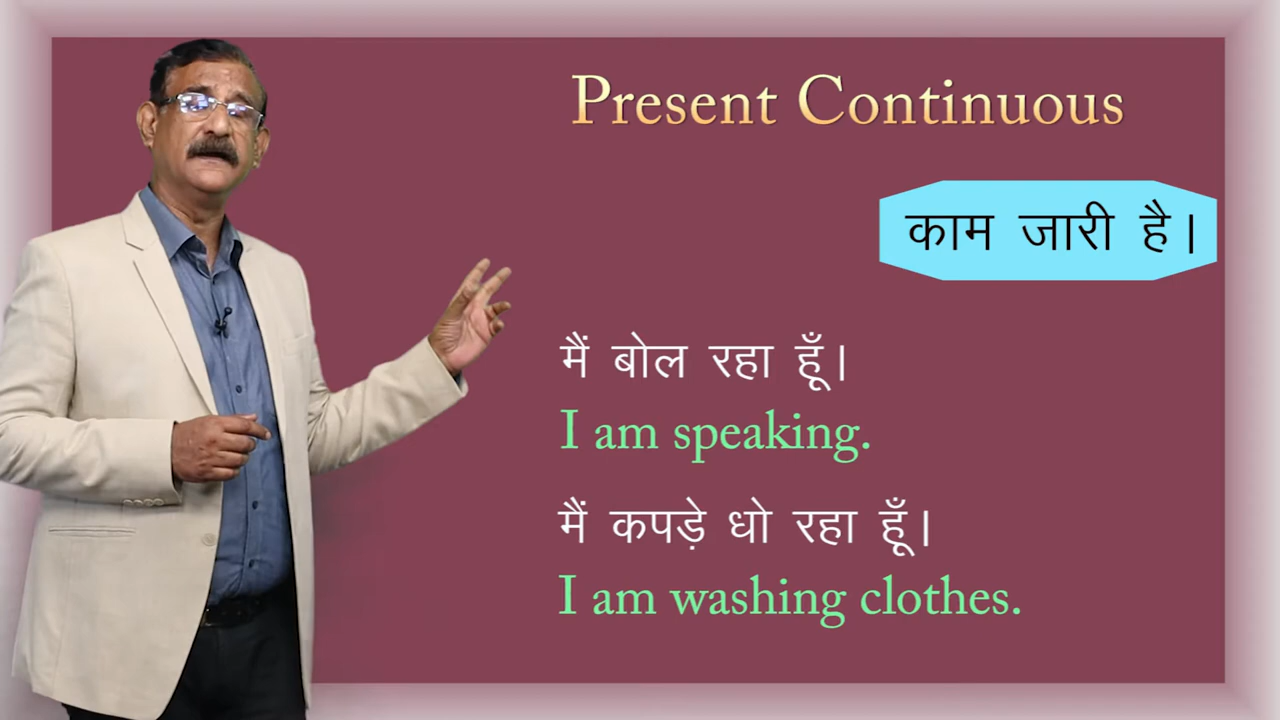 Present Continuous
काम जारी है।
मैं बोल रहा हूँ।
I am speaking.
मैं कपड़े धो रहा हूँ।
I am washing clothes.